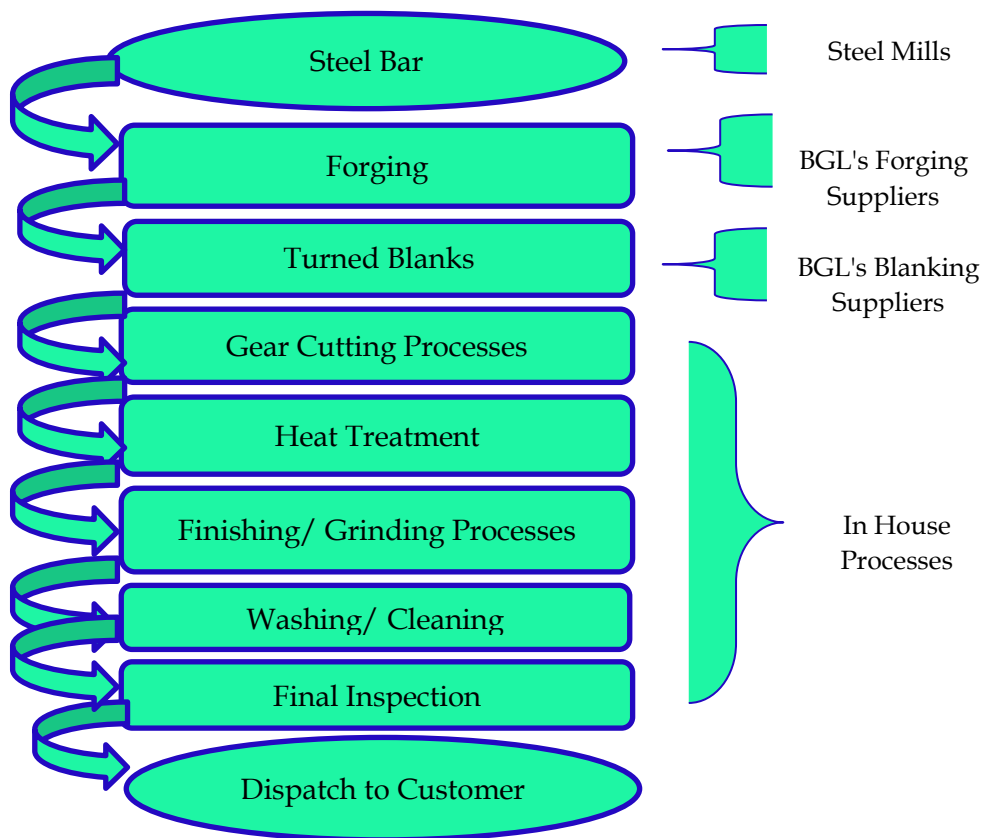 Steel Bar
Steel Mills
Forging
BGL's Forging
Suppliers
Turned Blanks
BGL's Blanking
Suppliers
Gear Cutting Processes
Heat Treatment
Finishing/ Grinding Processes
In House
Processes
Washing/ Cleaning
Final Inspection
Dispatch to Customer